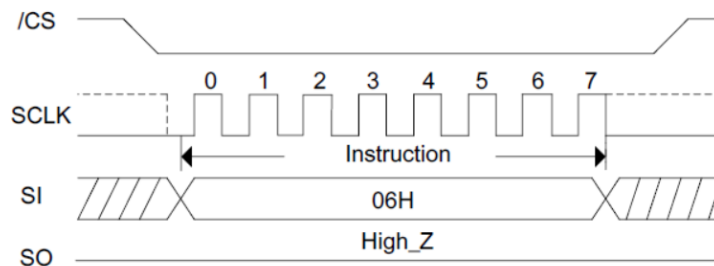 /CS
0 1 2 3 4 5 6 7
SCLK
Instruction
SI
06H
High_Z
SO